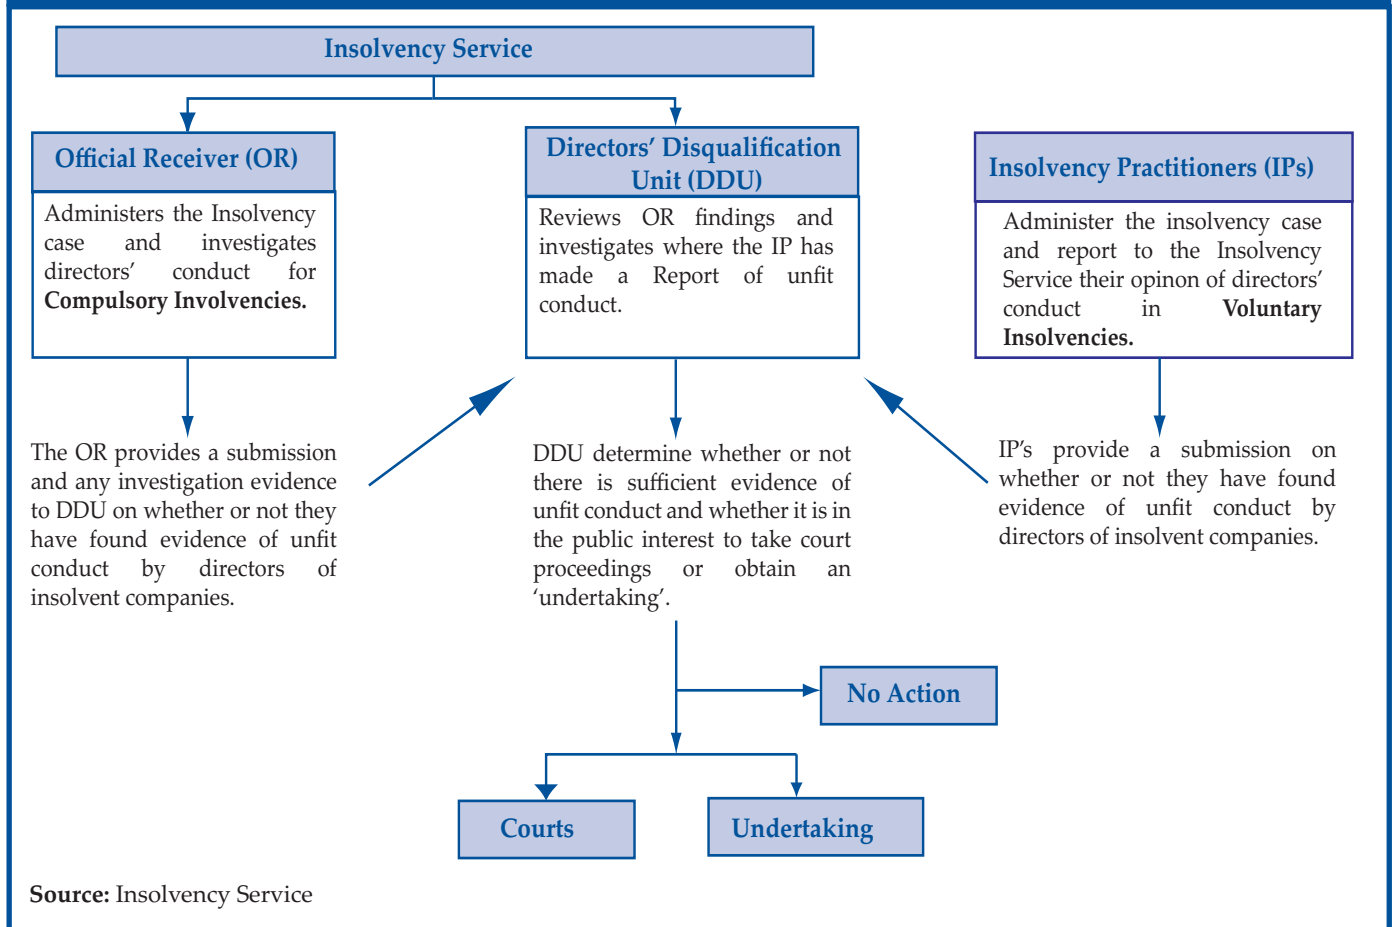 Insolvency Service
Official Receiver (OR)
Administers the Insolvency
case and investigates
directors’ conduct for
Compulsory Involvencies.
The OR provides a submission
and any investigation evidence
to DDU on whether or not they
have found evidence of unfit
conduct by directors of
insolvent companies.
Directors’ Disqualification
Unit (DDU)
Reviews OR findings and
investigates where the IP has
made a Report of unfit
conduct.
DDU determine whether or not
there is sufficient evidence of
unfit conduct and whether it is in
the public interest to take court
proceedings or obtain an
‘undertaking’.
Insolvency Practitioners (IPs)
Administer the insolvency case
and report to the Insolvency
Service their opinon of directors’
conduct in Voluntary
Insolvencies.
IP's provide a submission on
whether or not they have found
evidence of unfit conduct by
directors of insolvent companies.
No Action
Courts
Undertaking
Source: Insolvency Service